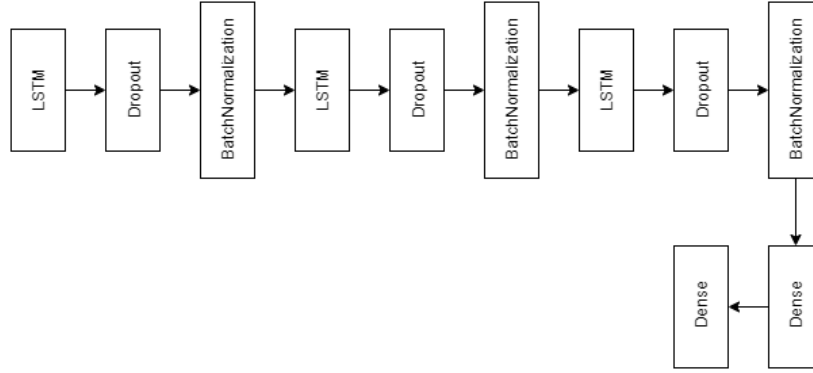 LSTM
Dropout
BatchNormalization
LSTM
Dropout
BatchNormalization
LSTM
Dropout
BatchNormalization
Dense
Dense